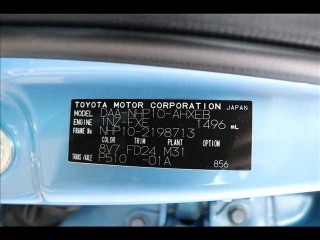 TOYOTA MOTOR CORPORATION JAPAN
MODEL DAA-NHP10-AHXEB
ENGINE 1NZ-FXE 1496 mL
FRAME No. NHP10-2198713
COLOR TRIM PLANT OPTION
8V7 FD24 M31
TRANS./AXLE P510 -01A
856